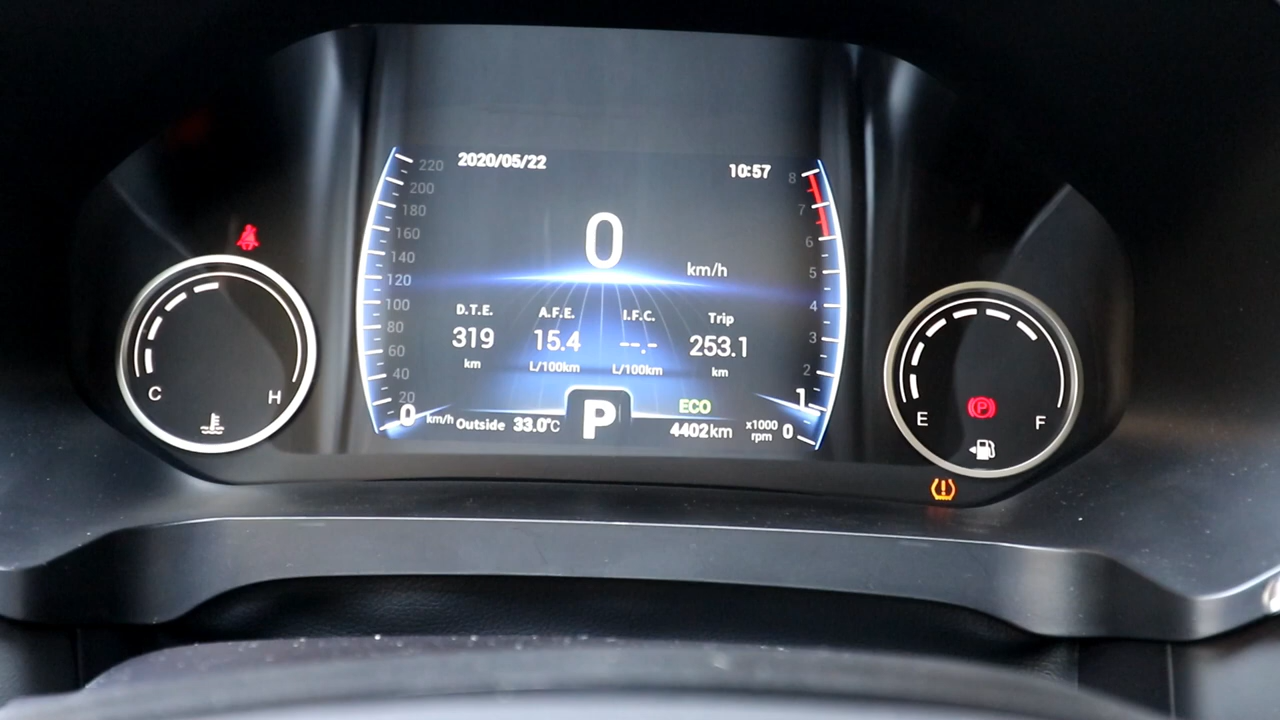 2020/05/22 10:57
220
200
180
160
140
120
100
80
60
40
20
0 km/h
8
7
6
5
4
3
2
1
0
x1000
rpm
0
km/h
D.T.E. A.F.E. I.F.C. Trip
319 15.4 --.- 253.1
km L/100km L/100km km
P
ECO
Outside 33.0°C 4402km
C H
E F
(P)
(!)